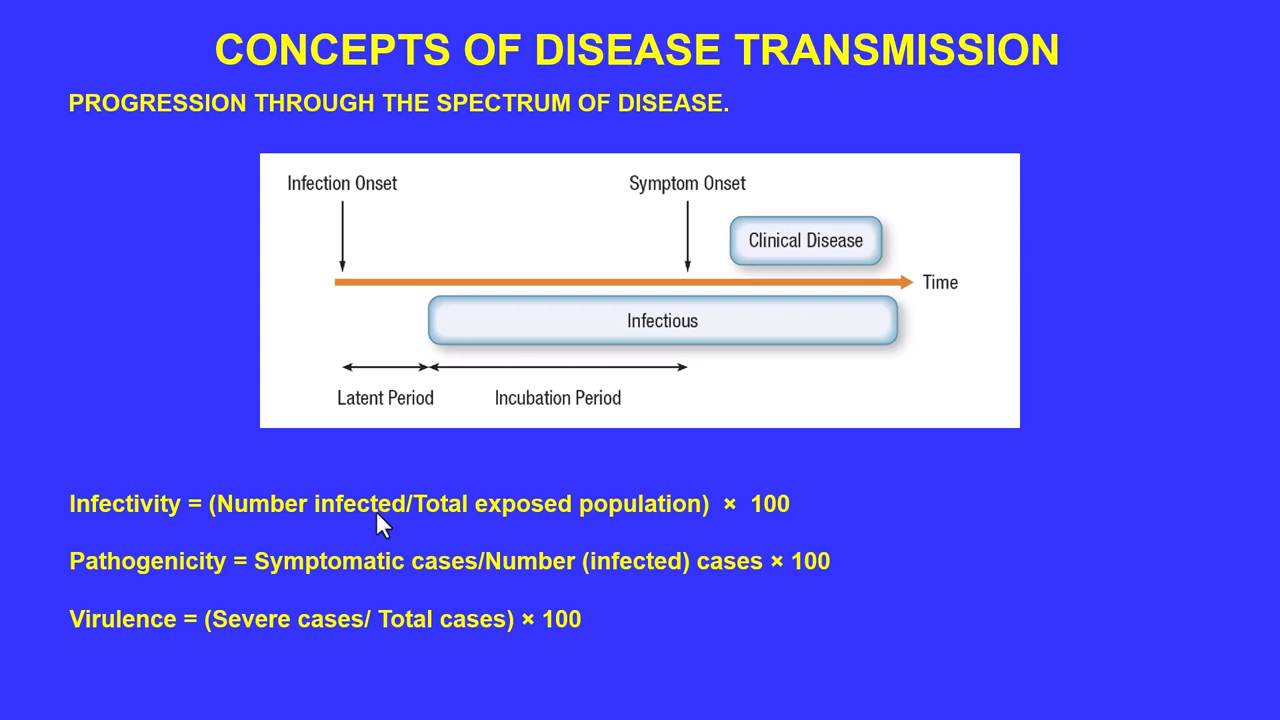 CONCEPTS OF DISEASE TRANSMISSION
PROGRESSION THROUGH THE SPECTRUM OF DISEASE.
Infection Onset
Symptom Onset
Clinical Disease
Time
Infectious
Latent Period
Incubation Period
Infectivity = (Number infected/Total exposed population) × 100
Pathogenicity = Symptomatic cases/Number (infected) cases × 100
Virulence = (Severe cases/ Total cases) × 100